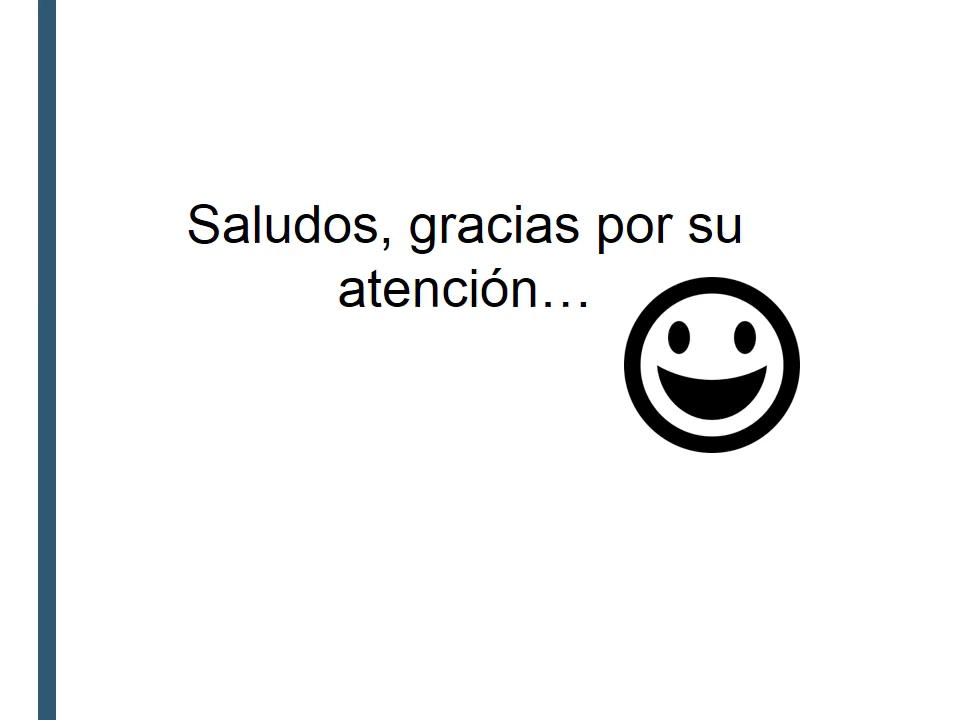 Saludos, gracias por su
atención…